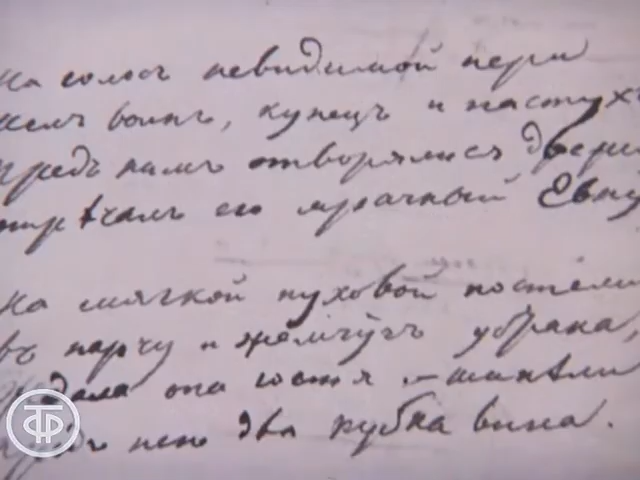 На голосъ невидимой пери
Шелъ воинъ, купецъ и пастухъ
Предъ нимъ отворялися двери
Встрѣчалъ его мрачный Евну
На мягкой пуховой постели
Въ парчу и жемчугъ убрана,
Ждала она гостя – шипѣли
Предъ нею два кубка вина.